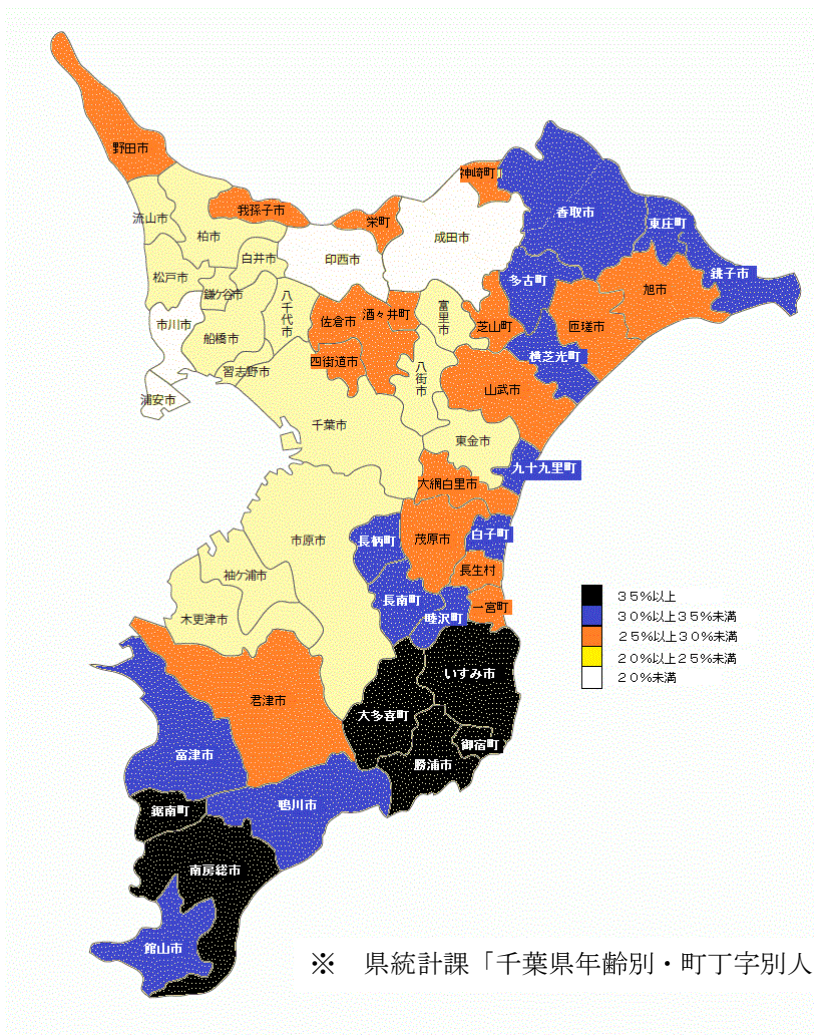 野田市
流山市
柏市
我孫子市
栄町
神崎町
香取市
東庄町
銚子市
成田市
印西市
白井市
松戸市
鎌ケ谷市
市川市
船橋市
八千代市
佐倉市
酒々井町
富里市
多古町
旭市
芝山町
匝瑳市
四街道市
習志野市
浦安市
八街市
横芝光町
山武市
千葉市
東金市
九十九里町
大網白里市
市原市
長柄町
茂原市
白子町
長生村
袖ケ浦市
長南町
睦沢町
一宮町
木更津市
いすみ市
君津市
大多喜町
御宿町
勝浦市
富津市
鋸南町
鴨川市
南房総市
館山市
３５%以上
３０%以上３５%未満
２５%以上３０%未満
２０%以上２５%未満
２０%未満
※　県統計課「千葉県年齢別・町丁字別人